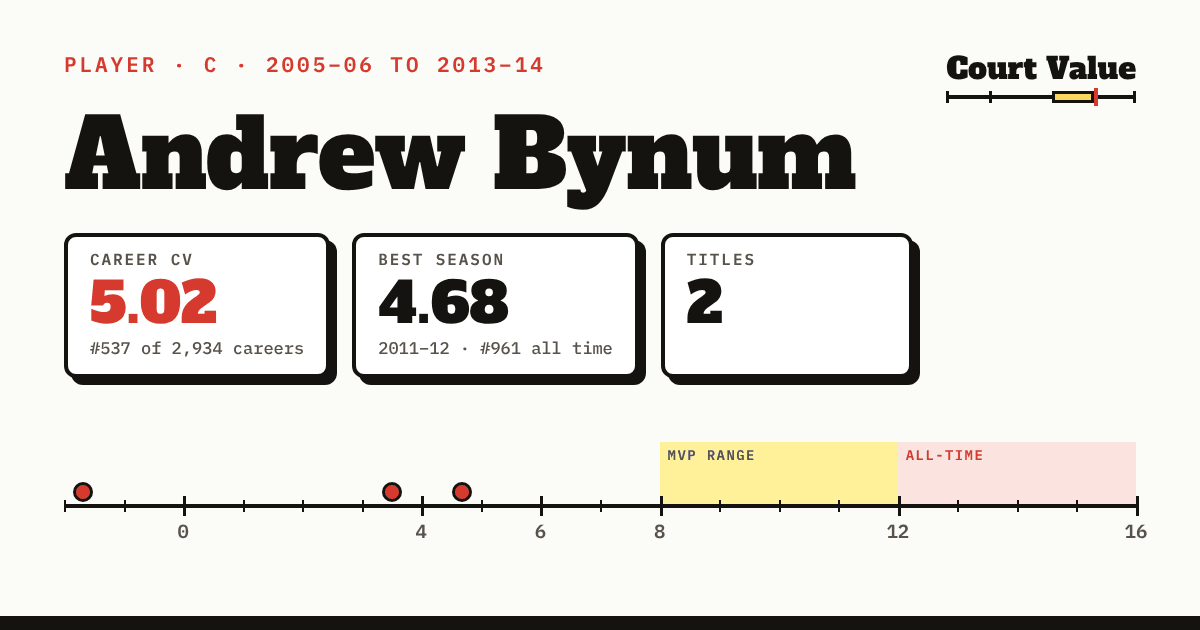 PLAYER · C · 2005–06 TO 2013–14
Court Value
Andrew Bynum
CAREER CV
5.02
#537 of 2,934 careers
BEST SEASON
4.68
2011–12 · #961 all time
TITLES
2
MVP RANGE
ALL-TIME
0 4 6 8 12 16